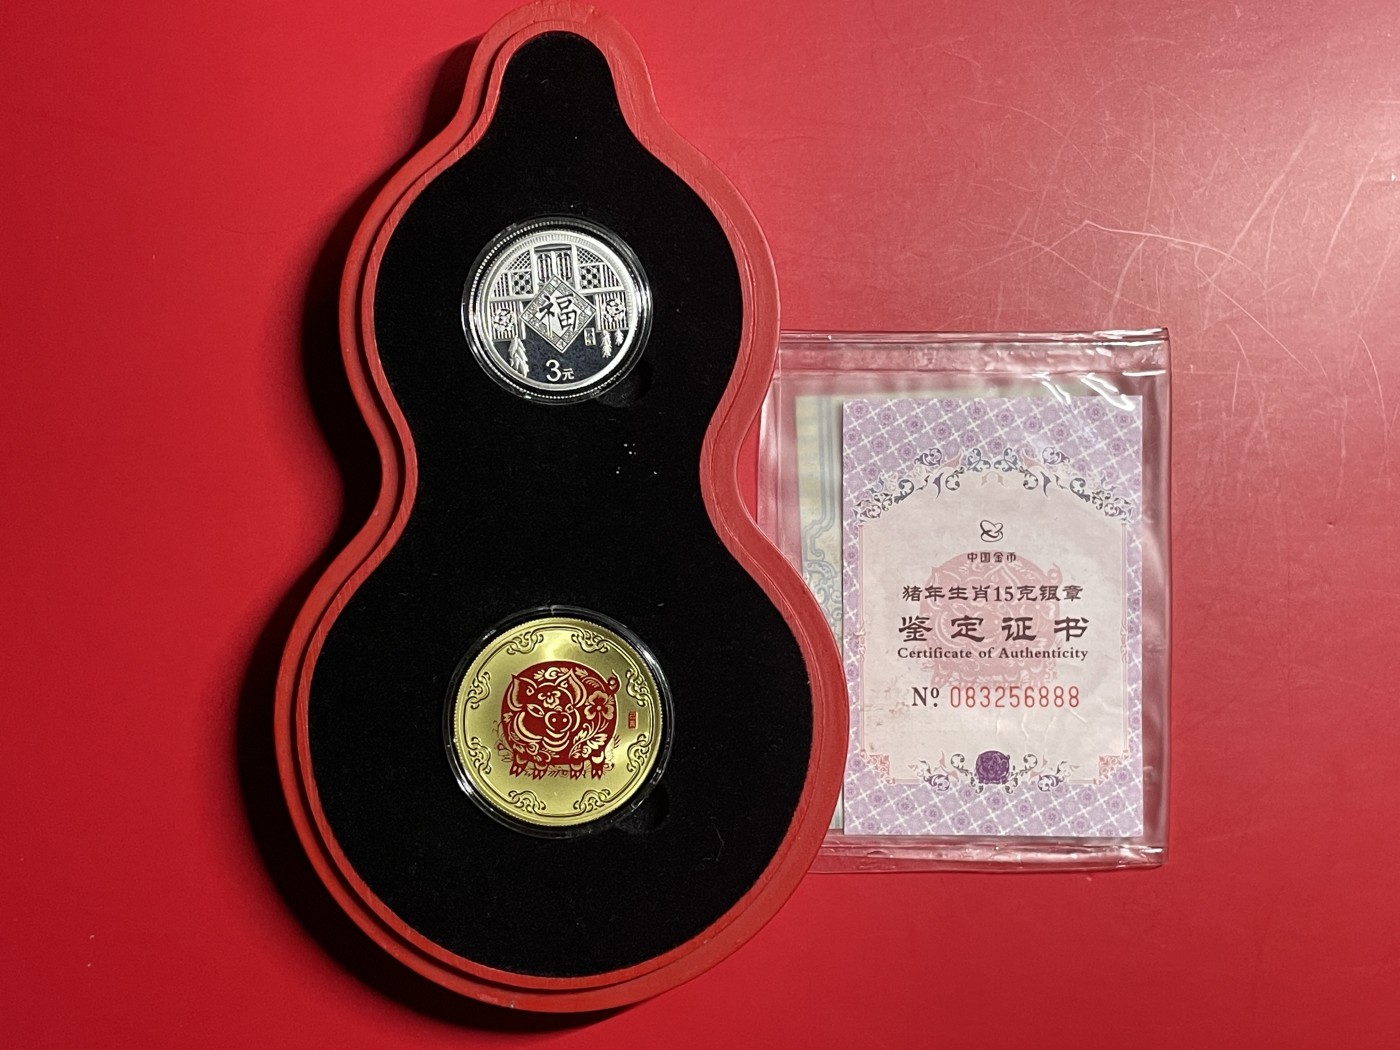 福
3元
中国金币
猪年生肖15克银章
鉴定证书
Certificate of Authenticity
Nº 083256888